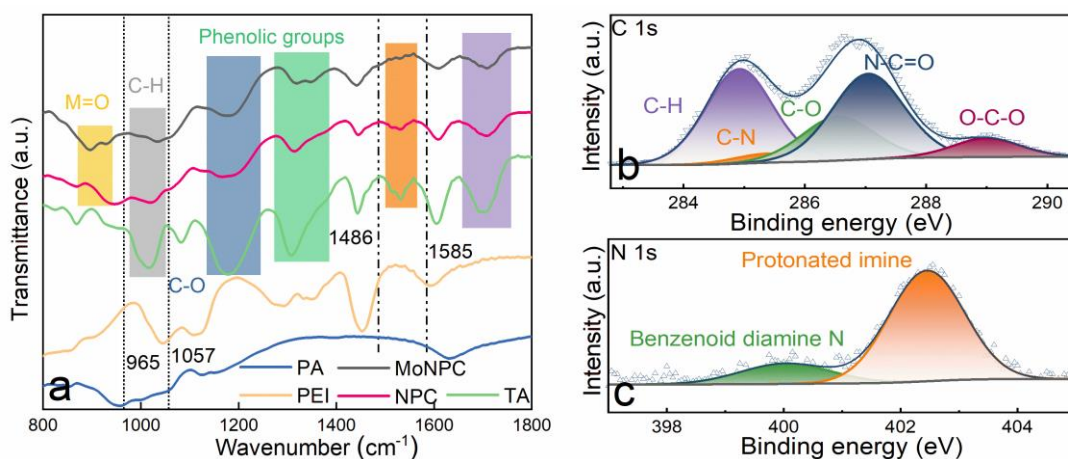 Transmittance (a.u.)
M=O
C-H
Phenolic groups
C-O
965
1057
1486
1585
a
PA
MoNPC
PEI
NPC
TA
800
1000
1200
1400
1600
1800
Wavenumber (cm⁻¹)
C 1s
Intensity (a.u.)
C-H
C-N
C-O
N-C=O
O-C-O
b
284
286
288
290
Binding energy (eV)
N 1s
Intensity (a.u.)
Protonated imine
Benzenoid diamine N
c
398
400
402
404
Binding energy (eV)